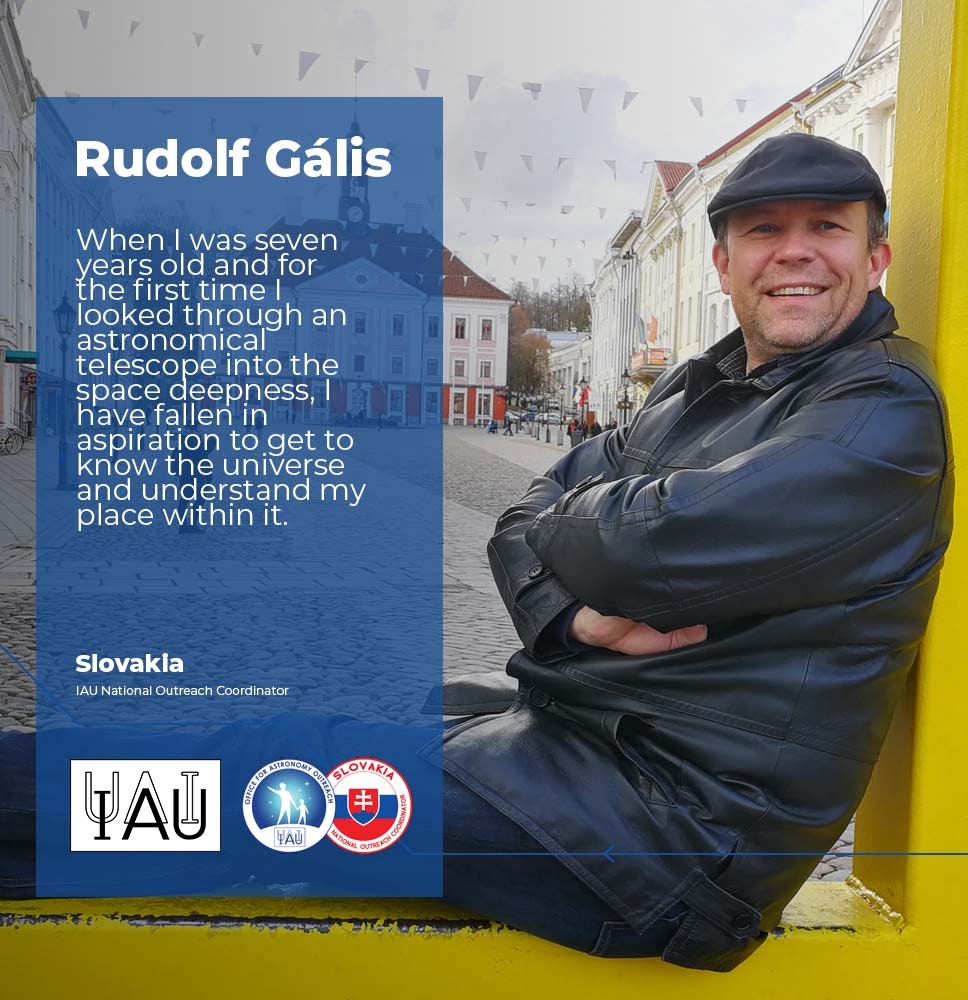 Rudolf Gális
When I was seven
years old and for
the first time I
looked through an
astronomical
telescope into the
space deepness, I
have fallen in
aspiration to get to
know the universe
and understand my
place within it.
Slovakia
IAU National Outreach Coordinator
UAI
IAU
OFFICE FOR ASTRONOMY OUTREACH
UAI
IAU
SLOVAKIA
NATIONAL OUTREACH COORDINATOR